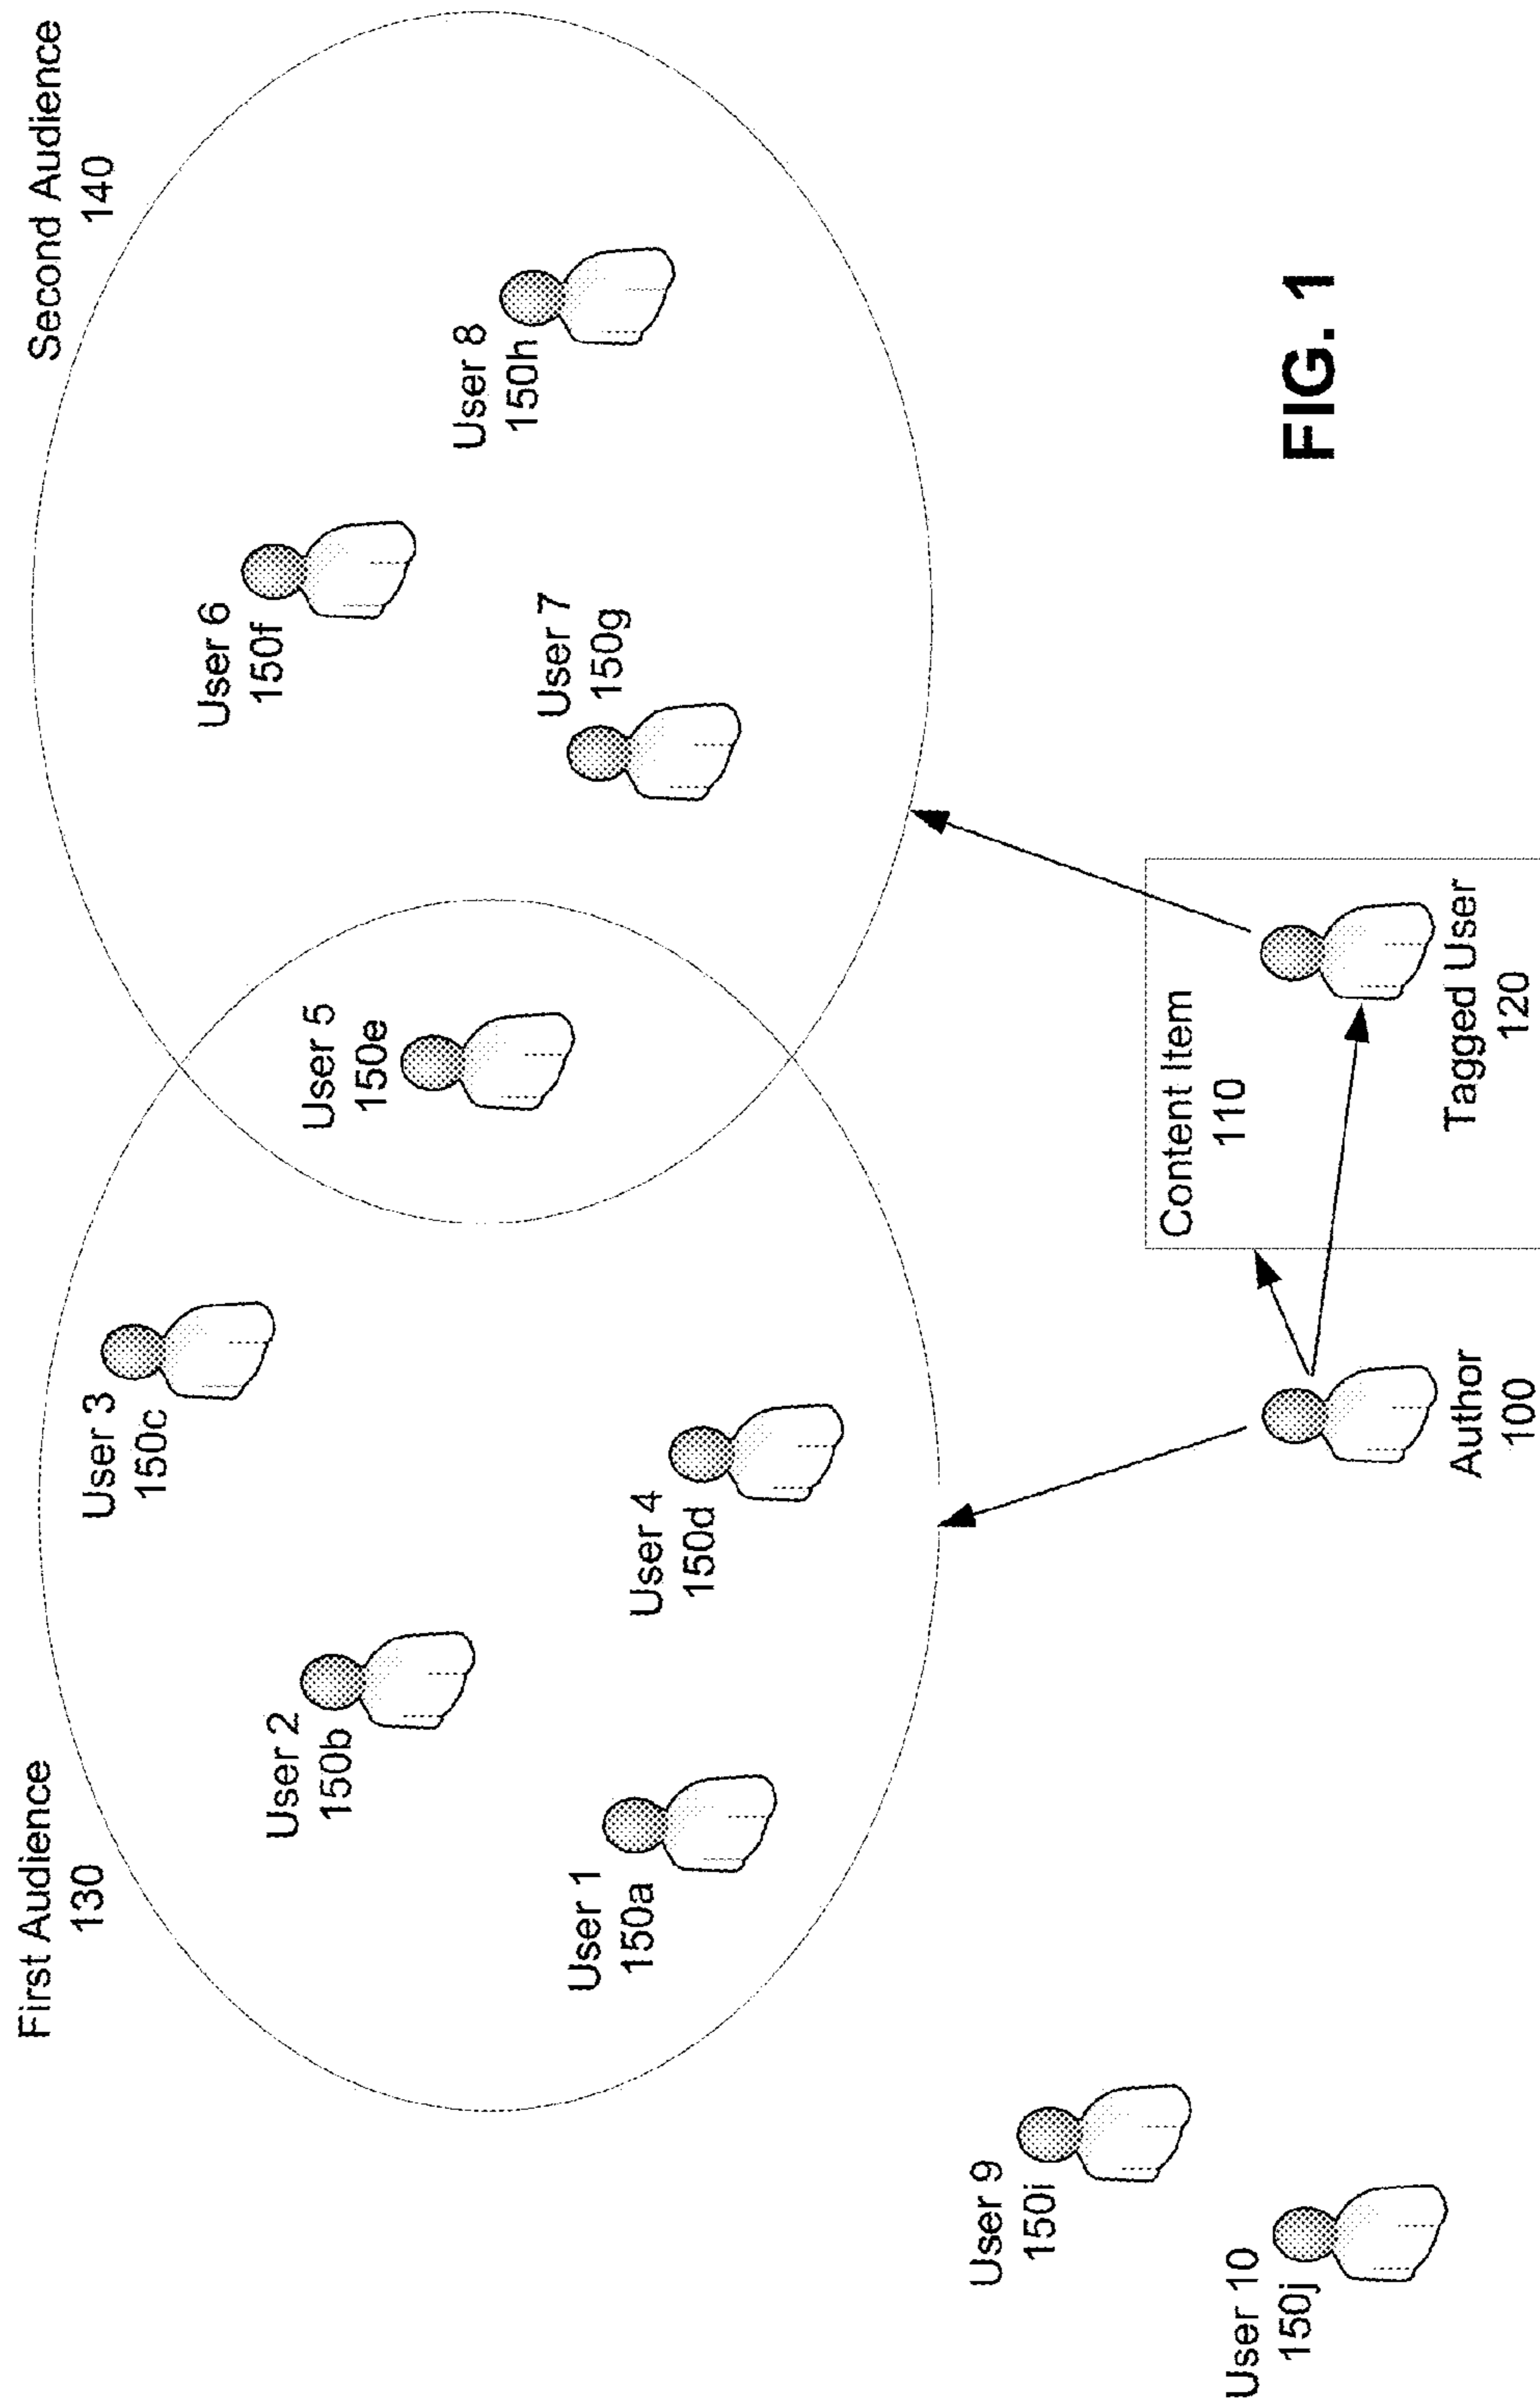 First Audience
130
Second Audience
140
User 3
150c
User 6
150f
User 2
150b
User 5
150e
User 8
150h
User 7
150g
User 1
150a
User 4
150d
User 9
150i
Content Item
110
User 10
150j
FIG. 1
Author
100
Tagged User
120